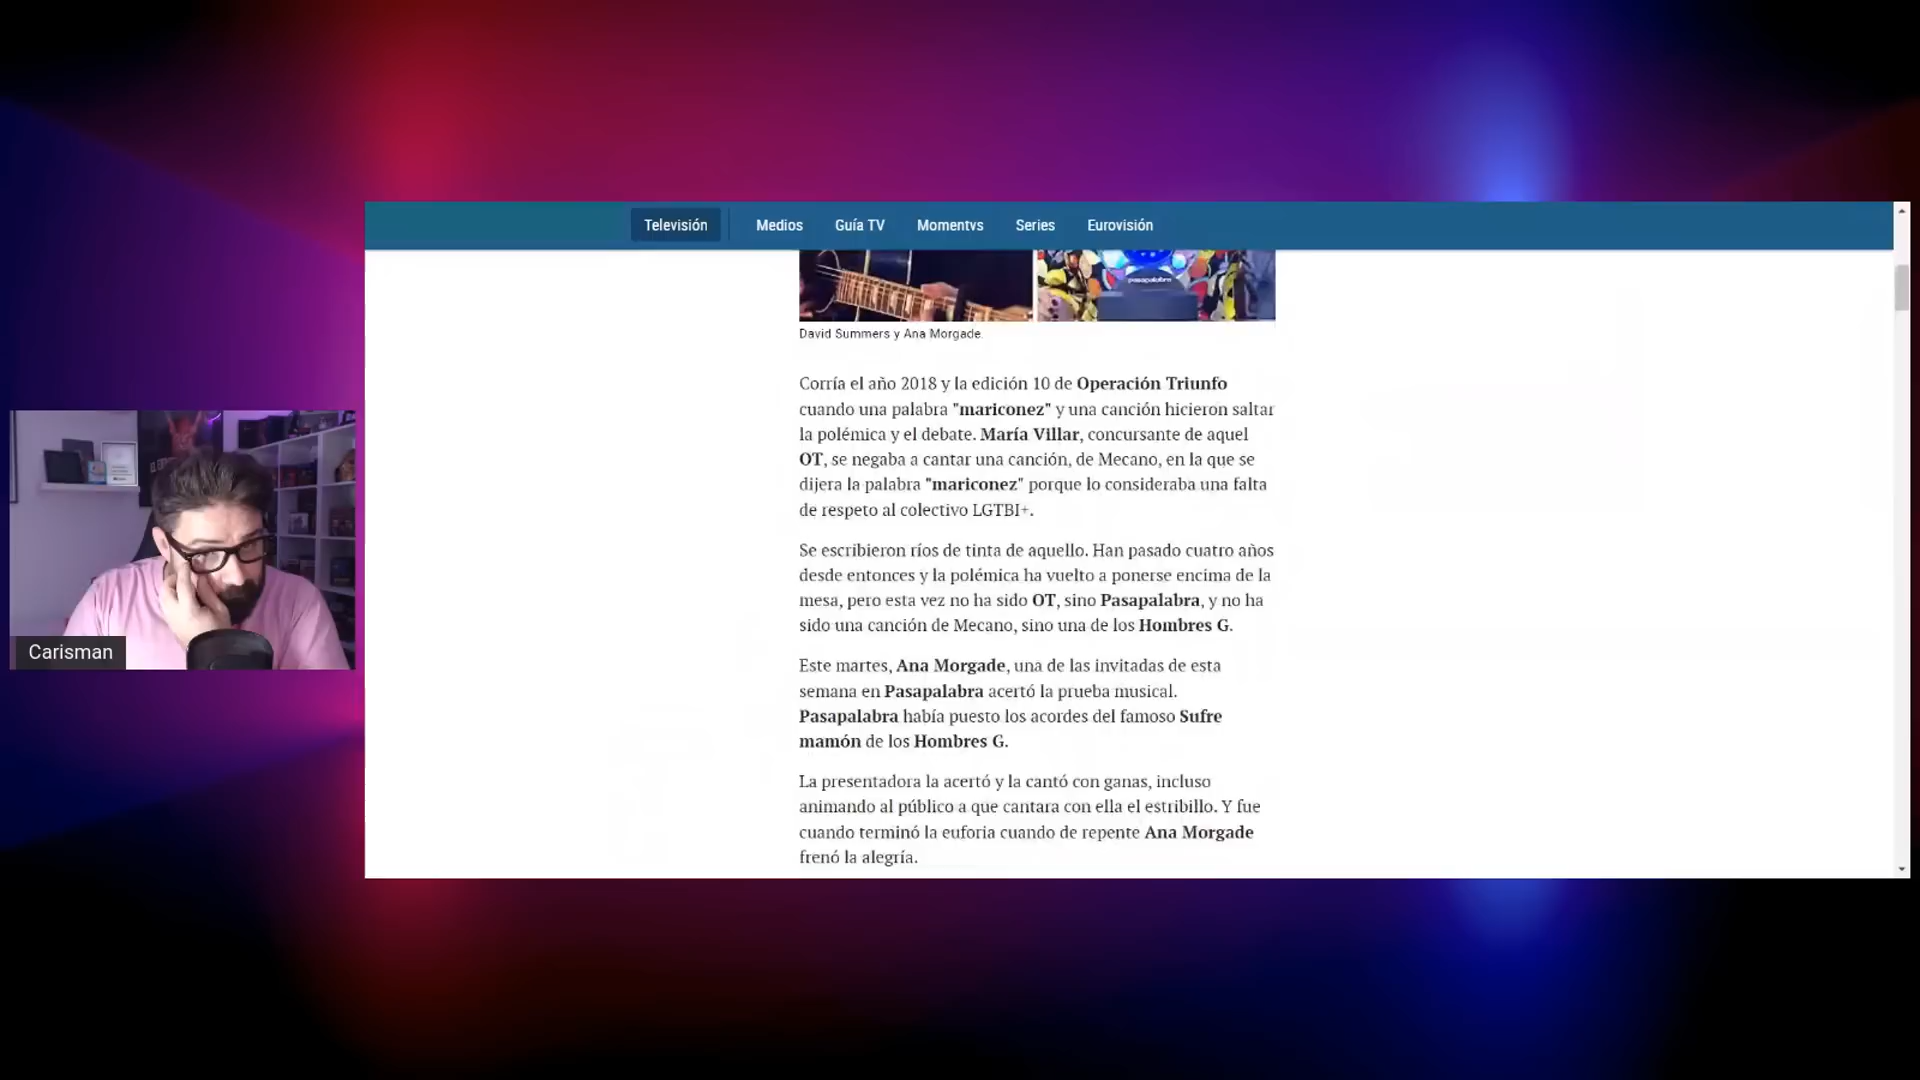 Televisión
Medios
Guía TV
Momentvs
Series
Eurovisión
pasapalabra
David Summers y Ana Morgade.
Corría el año 2018 y la edición 10 de Operación Triunfo
cuando una palabra "mariconez" y una canción hicieron saltar
la polémica y el debate. María Villar, concursante de aquel
OT, se negaba a cantar una canción, de Mecano, en la que se
dijera la palabra "mariconez" porque lo consideraba una falta
de respeto al colectivo LGTBI+.
Se escribieron ríos de tinta de aquello. Han pasado cuatro años
desde entonces y la polémica ha vuelto a ponerse encima de la
mesa, pero esta vez no ha sido OT, sino Pasapalabra, y no ha
sido una canción de Mecano, sino una de los Hombres G.
Este martes, Ana Morgade, una de las invitadas de esta
semana en Pasapalabra acertó la prueba musical.
Pasapalabra había puesto los acordes del famoso Sufre
mamón de los Hombres G.
La presentadora la acertó y la cantó con ganas, incluso
animando al público a que cantara con ella el estribillo. Y fue
cuando terminó la euforia cuando de repente Ana Morgade
frenó la alegría.
Carisman